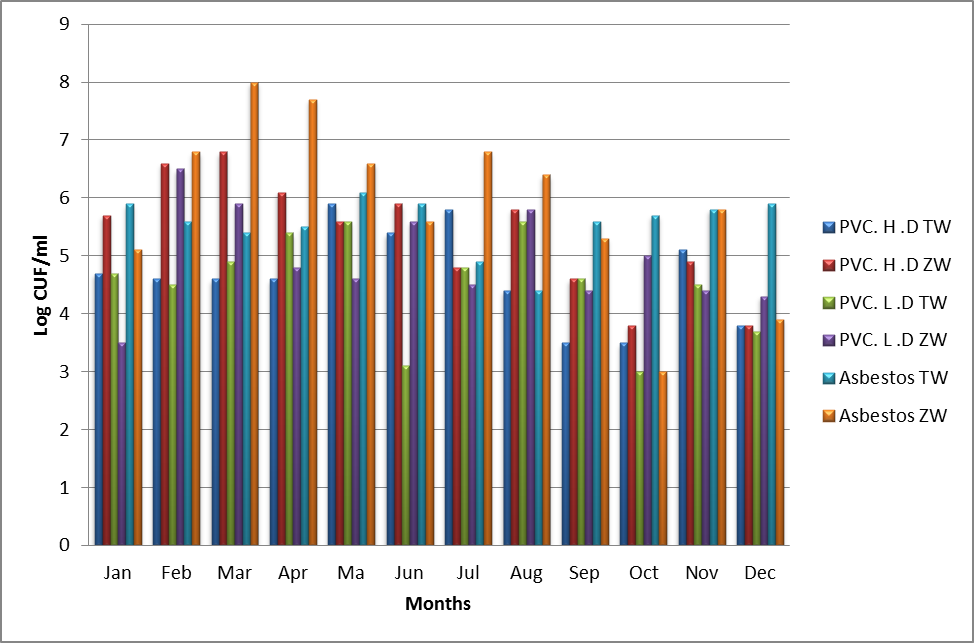 9
8
7
6
5
4
3
2
1
0
Log CUF/ml
Jan Feb Mar Apr Ma Jun Jul Aug Sep Oct Nov Dec
Months
PVC. H .D TW
PVC. H .D ZW
PVC. L .D TW
PVC. L .D ZW
Asbestos TW
Asbestos ZW